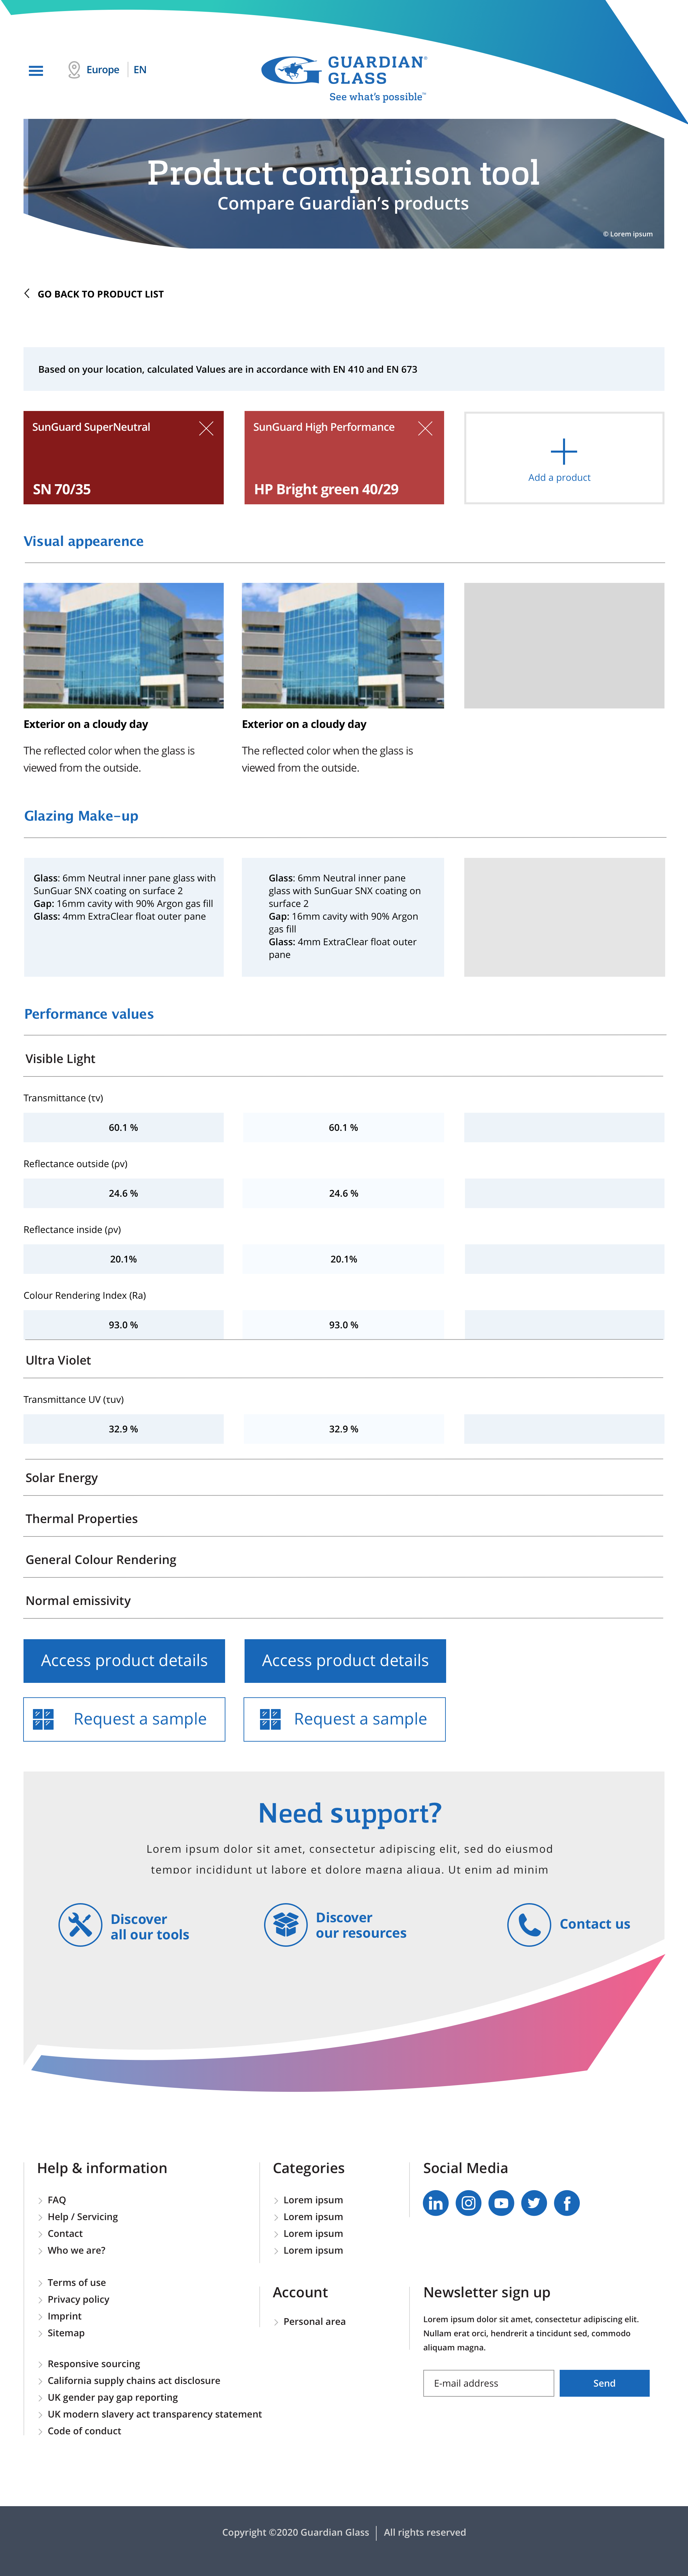 Europe | EN
GUARDIAN®
GLASS
See what's possible™
Product comparison tool
Compare Guardian's products
© Lorem ipsum
GO BACK TO PRODUCT LIST
Based on your location, calculated Values are in accordance with EN 410 and EN 673
SunGuard SuperNeutral
SN 70/35
SunGuard High Performance
HP Bright green 40/29
Add a product
Visual appearence
Exterior on a cloudy day
The reflected color when the glass is
viewed from the outside.
Exterior on a cloudy day
The reflected color when the glass is
viewed from the outside.
Glazing Make-up
Glass: 6mm Neutral inner pane glass with
SunGuar SNX coating on surface 2
Gap: 16mm cavity with 90% Argon gas fill
Glass: 4mm ExtraClear float outer pane
Glass: 6mm Neutral inner pane
glass with SunGuar SNX coating on
surface 2
Gap: 16mm cavity with 90% Argon
gas fill
Glass: 4mm ExtraClear float outer
pane
Performance values
Visible Light
Transmittance (τv)
60.1 % 60.1 %
Reflectance outside (ρv)
24.6 % 24.6 %
Reflectance inside (ρv)
20.1% 20.1%
Colour Rendering Index (Ra)
93.0 % 93.0 %
Ultra Violet
Transmittance UV (τuv)
32.9 % 32.9 %
Solar Energy
Thermal Properties
General Colour Rendering
Normal emissivity
Access product details Access product details
Request a sample Request a sample
Need support?
Lorem ipsum dolor sit amet, consectetur adipiscing elit, sed do eiusmod
tempor incididunt ut labore et dolore magna aliqua. Ut enim ad minim
Discover
all our tools
Discover
our resources
Contact us
Help & information
FAQ
Help / Servicing
Contact
Who we are?
Terms of use
Privacy policy
Imprint
Sitemap
Responsive sourcing
California supply chains act disclosure
UK gender pay gap reporting
UK modern slavery act transparency statement
Code of conduct
Categories
Lorem ipsum
Lorem ipsum
Lorem ipsum
Lorem ipsum
Account
Personal area
Social Media
Newsletter sign up
Lorem ipsum dolor sit amet, consectetur adipiscing elit.
Nullam erat orci, hendrerit a tincidunt sed, commodo
aliquam magna.
E-mail address Send
Copyright ©2020 Guardian Glass | All rights reserved